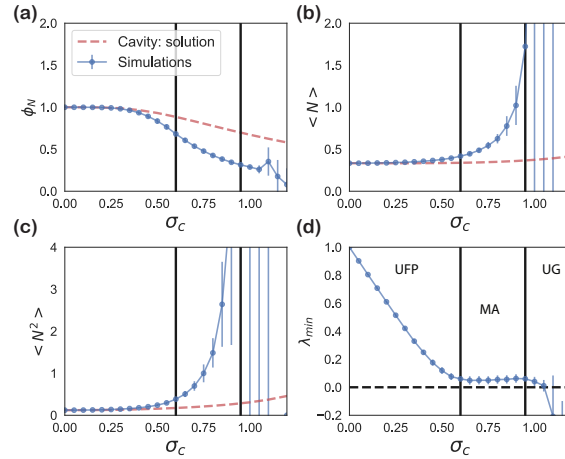 (a)
2.0
1.5
1.0
0.5
0.0
ϕ_N
Cavity: solution
Simulations
0.00 0.25 0.50 0.75 1.00
σ_c
(b)
2.0
1.5
1.0
0.5
0.0
< N >
0.00 0.25 0.50 0.75 1.00
σ_c
(c)
4
3
2
1
0
< N² >
0.00 0.25 0.50 0.75 1.00
σ_c
(d)
1.0
0.8
0.6
0.4
0.2
0.0
−0.2
λ_min
UFP
MA
UG
0.00 0.25 0.50 0.75 1.00
σ_c